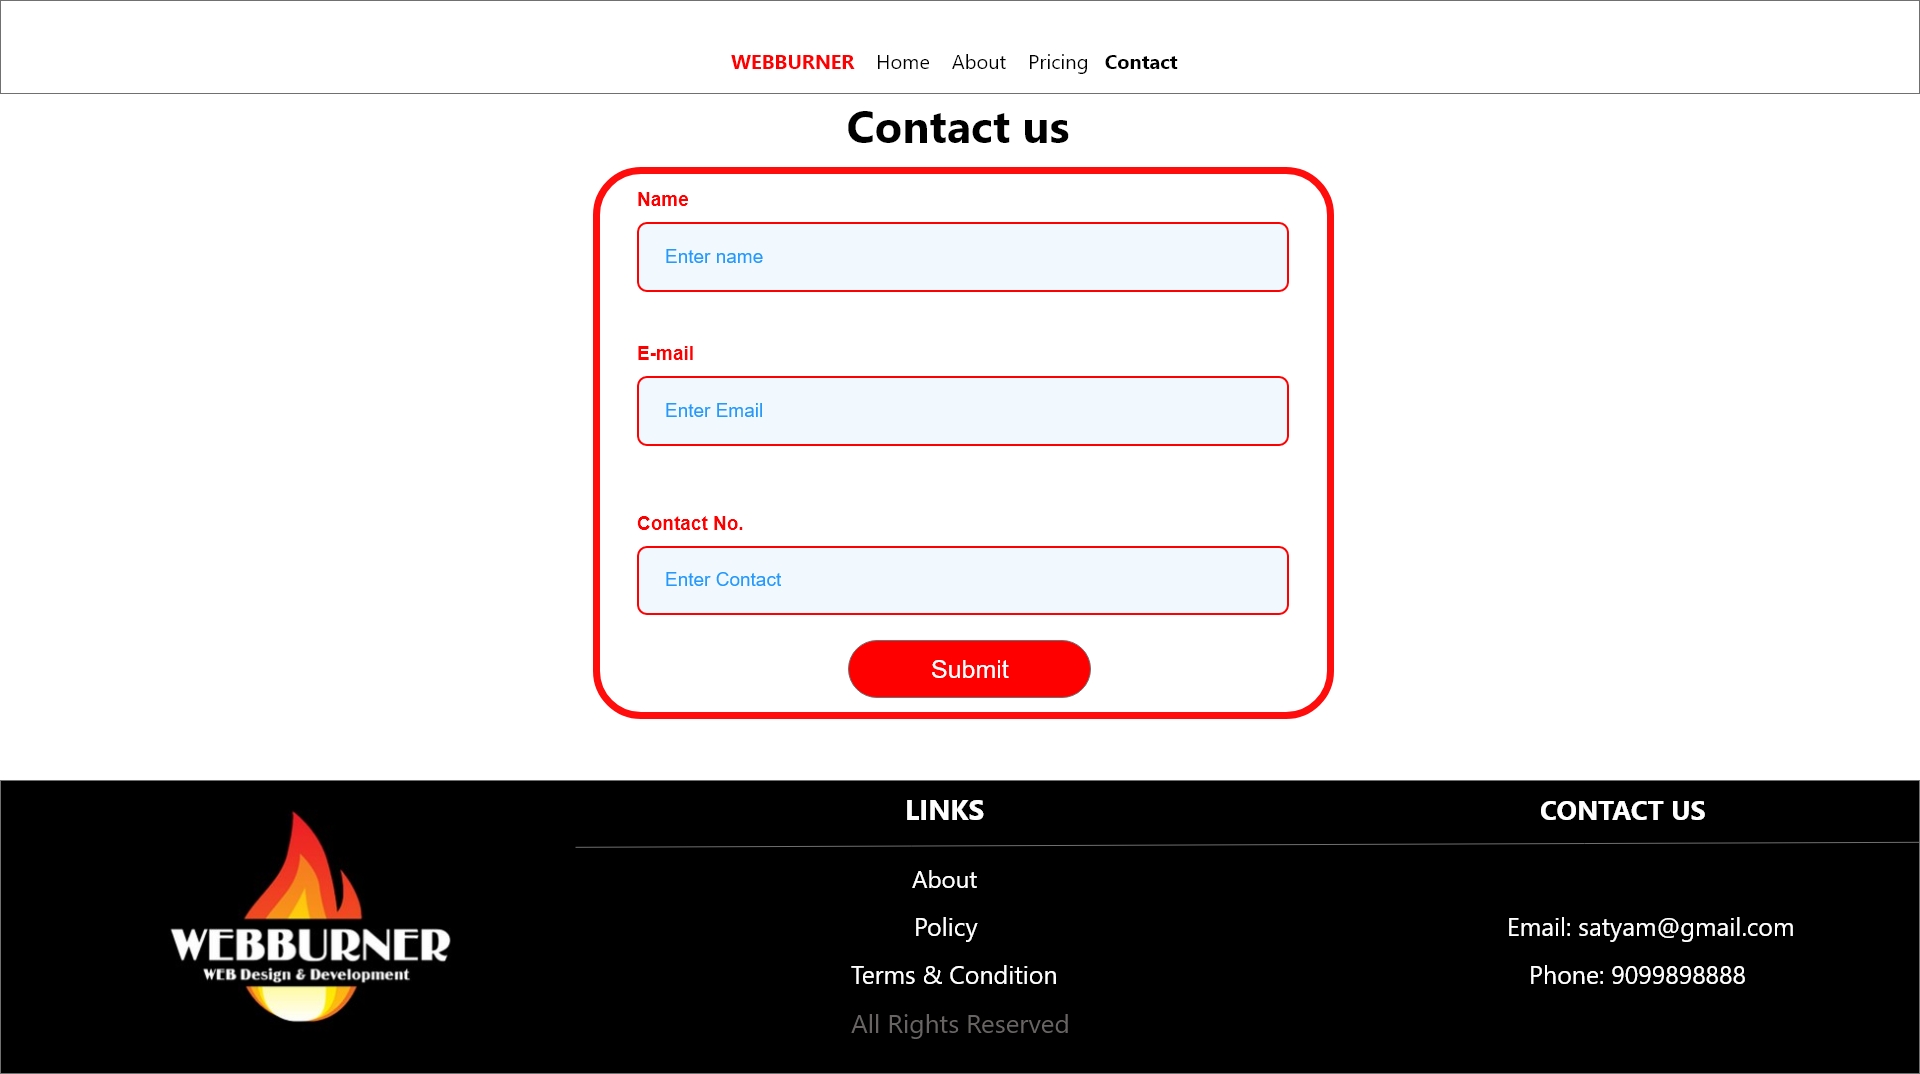 WEBBURNER Home About Pricing Contact
Contact us
Name
Enter name
E-mail
Enter Email
Contact No.
Enter Contact
Submit
WEBBURNER
WEB Design & Development
LINKS
About
Policy
Terms & Condition
All Rights Reserved
CONTACT US
Email: satyam@gmail.com
Phone: 9099898888